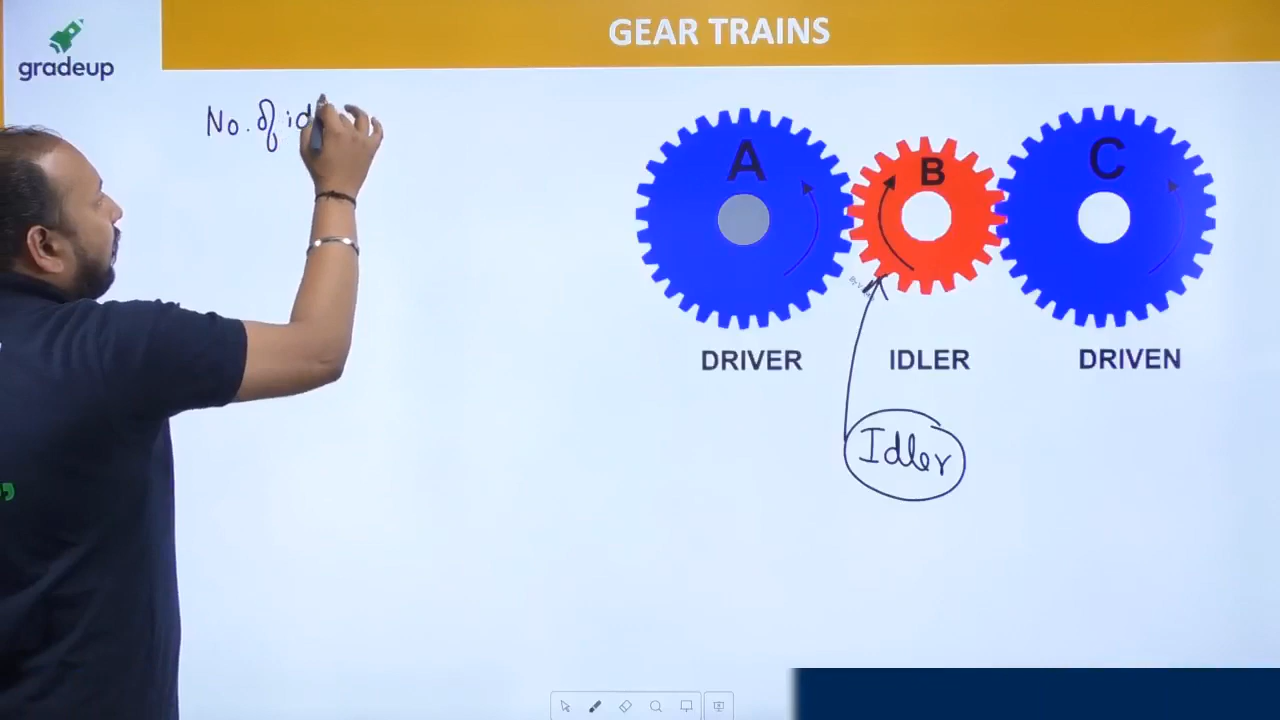 GEAR TRAINS
gradeup
No. of id
A
B
C
DRIVER
IDLER
DRIVEN
Idler